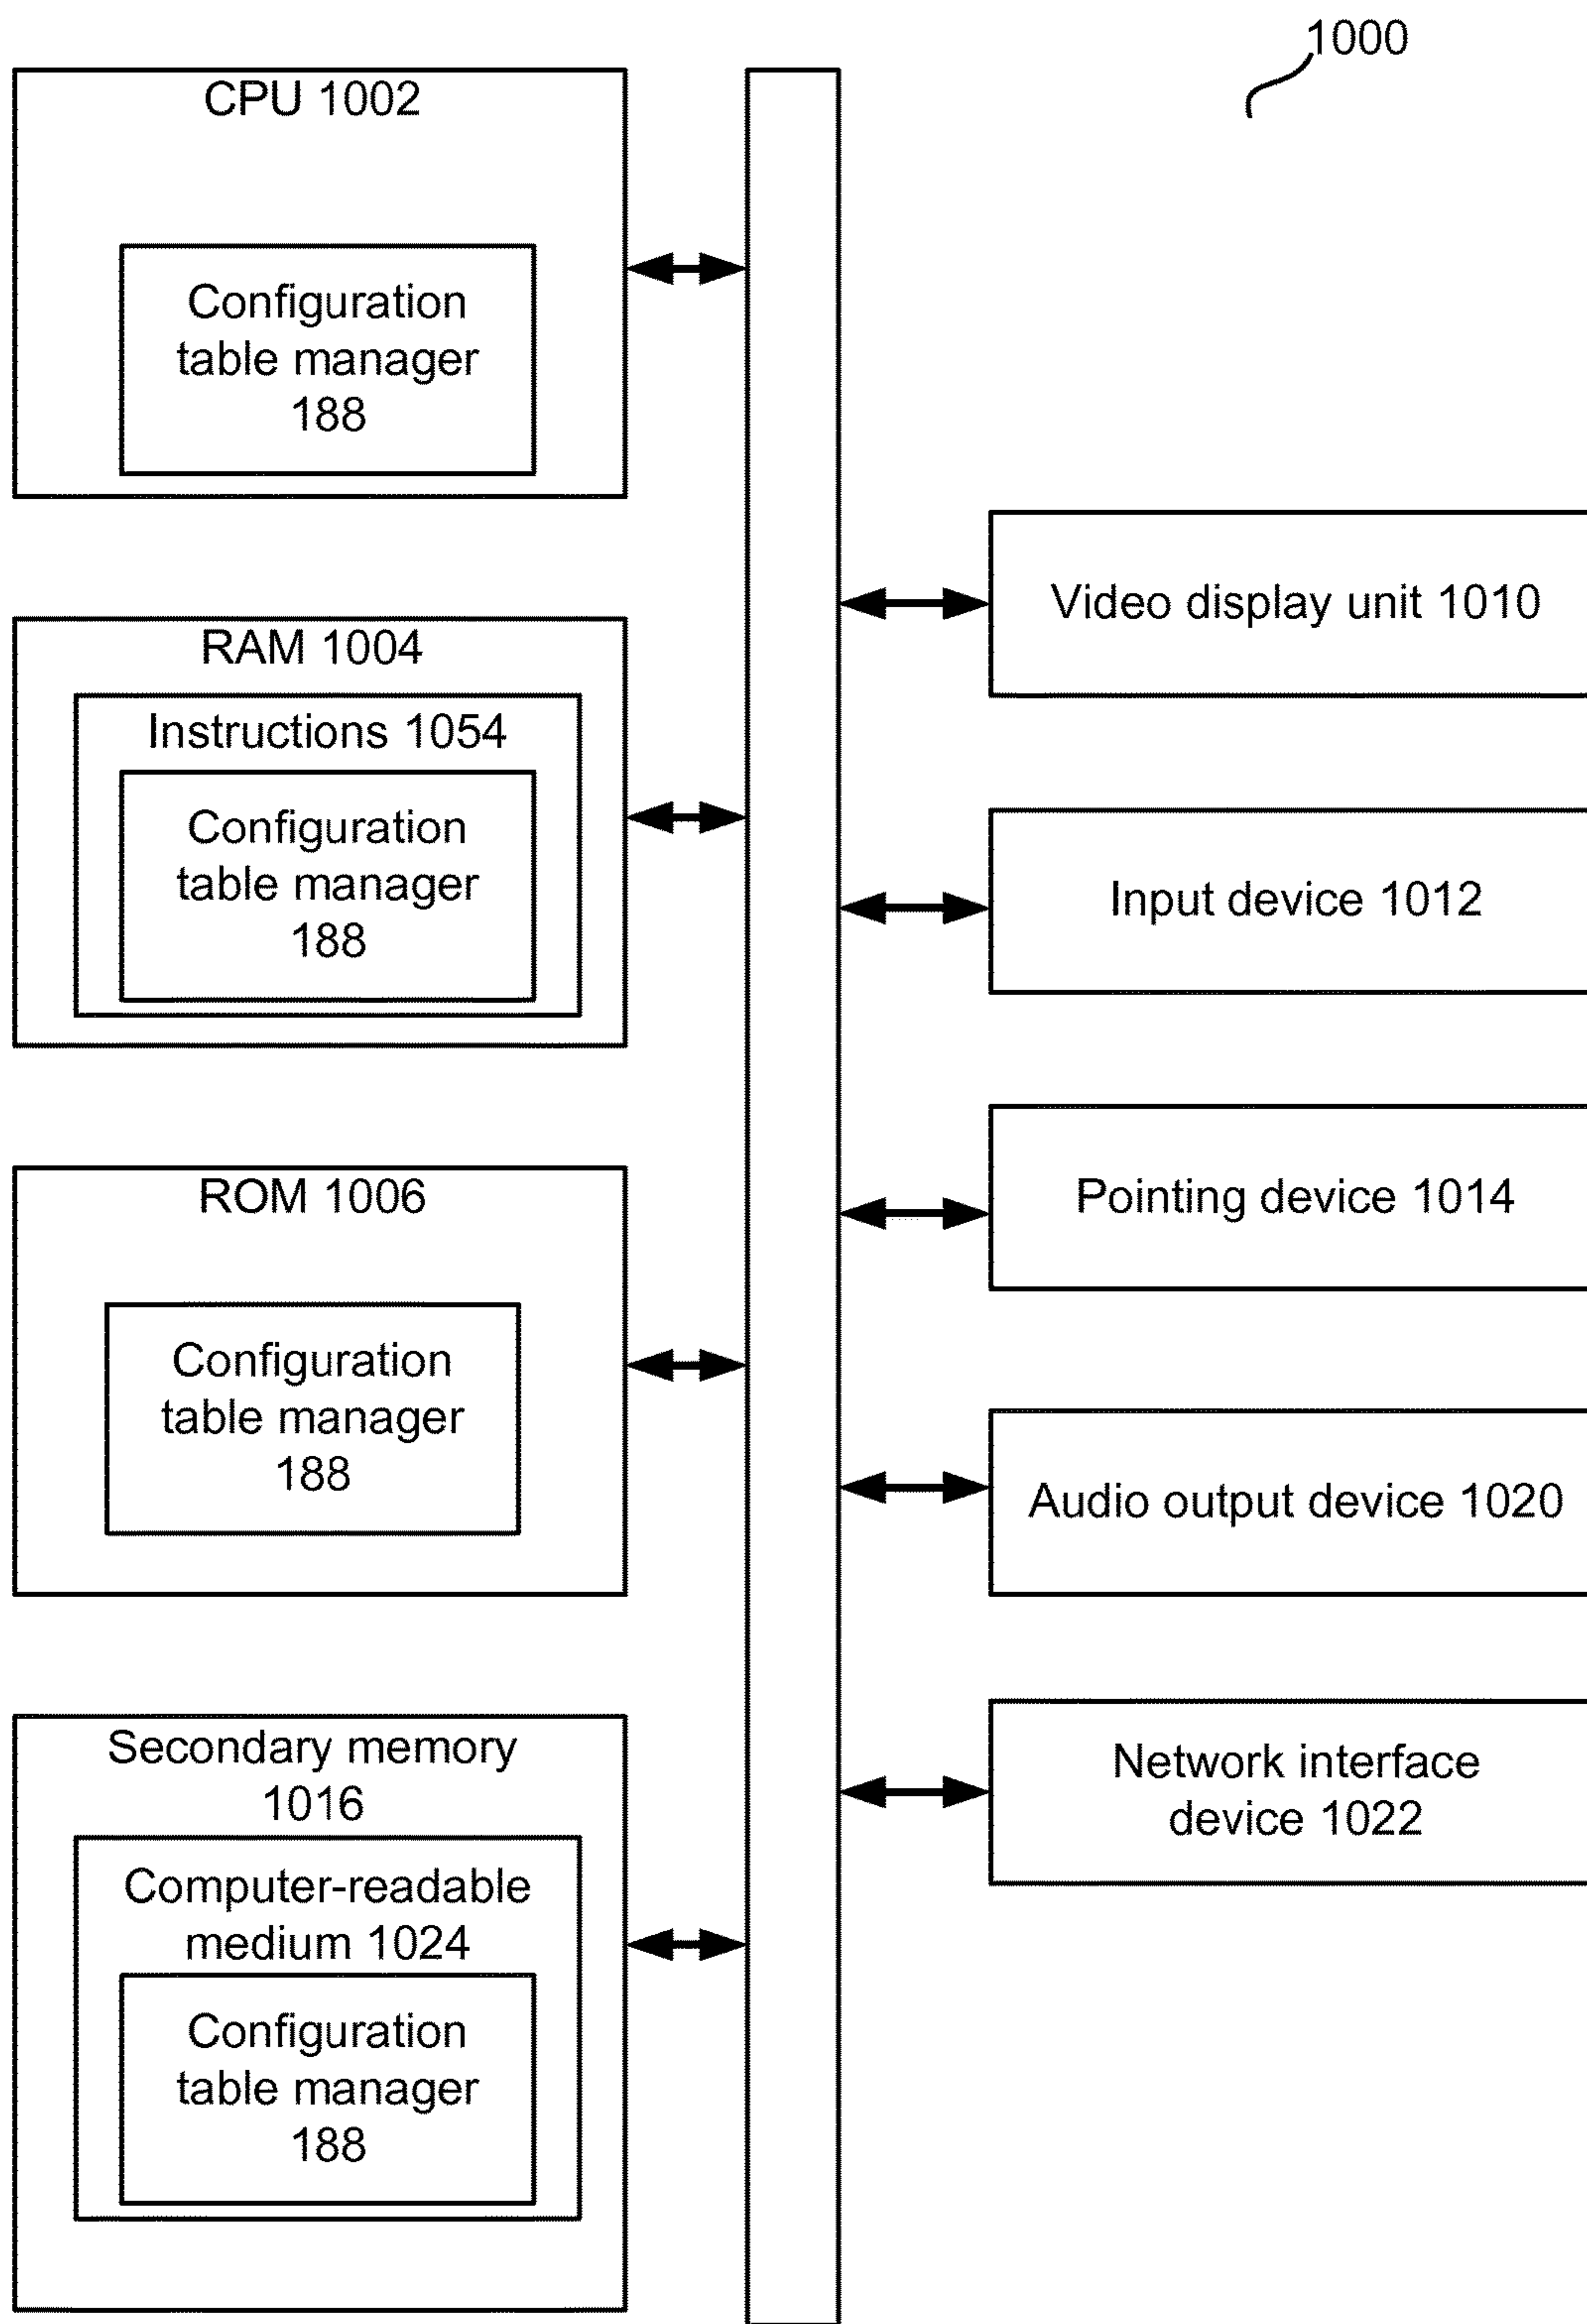 1000
CPU 1002
Configuration
table manager
188
RAM 1004
Instructions 1054
Configuration
table manager
188
ROM 1006
Configuration
table manager
188
Secondary memory
1016
Computer-readable
medium 1024
Configuration
table manager
188
Video display unit 1010
Input device 1012
Pointing device 1014
Audio output device 1020
Network interface
device 1022